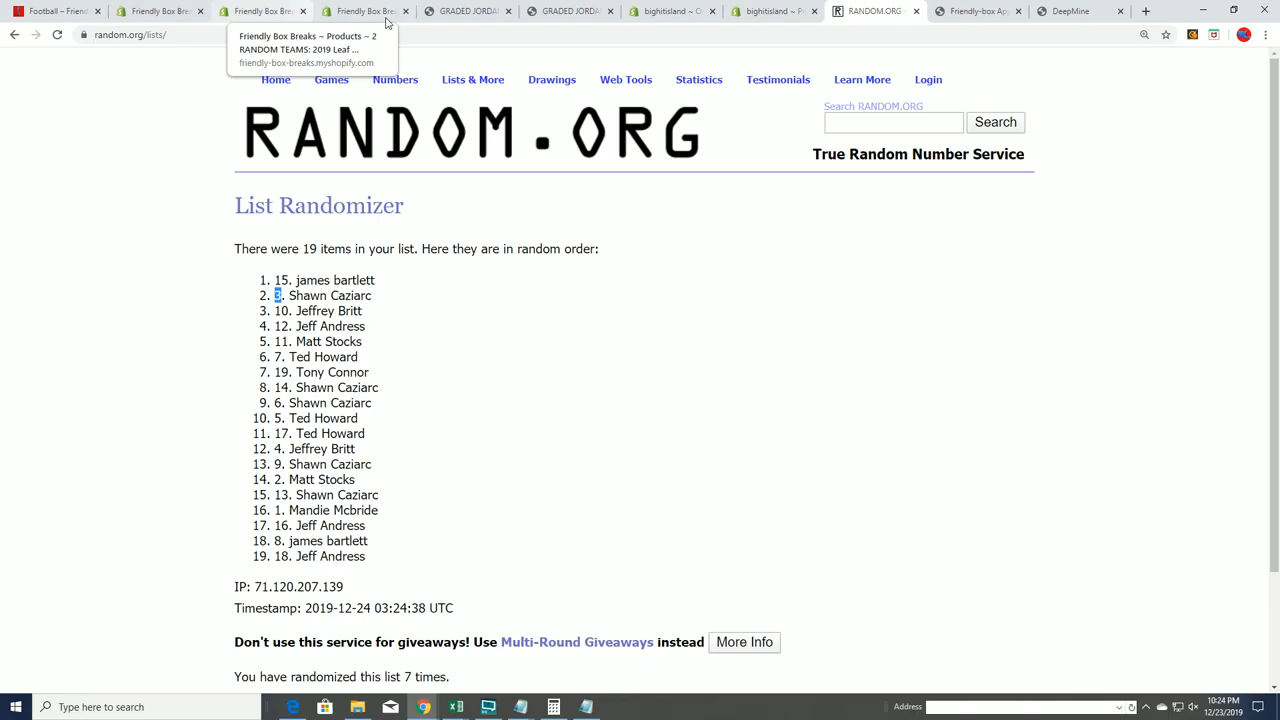 Football ~ Friend
Friendly Box Brea
Friendly Box Brea
Friendly Box Brea
GRADED JORDAN
GRADED JORDAN
bighitisland ~ O
bighitisland ~ O
RANDOM.ORG -
Friendly App
DeepMine
random.org/lists/
Friendly Box Breaks ~ Products ~ 2
RANDOM TEAMS: 2019 Leaf ...
friendly-box-breaks.myshopify.com
Home Games Numbers Lists & More Drawings Web Tools Statistics Testimonials Learn More Login
Search RANDOM.ORG
RANDOM.ORG
Search
True Random Number Service
List Randomizer
There were 19 items in your list. Here they are in random order:
1. 15. james bartlett
2. 3. Shawn Caziarc
3. 10. Jeffrey Britt
4. 12. Jeff Andress
5. 11. Matt Stocks
6. 7. Ted Howard
7. 19. Tony Connor
8. 14. Shawn Caziarc
9. 6. Shawn Caziarc
10. 5. Ted Howard
11. 17. Ted Howard
12. 4. Jeffrey Britt
13. 9. Shawn Caziarc
14. 2. Matt Stocks
15. 13. Shawn Caziarc
16. 1. Mandie Mcbride
17. 16. Jeff Andress
18. 8. james bartlett
19. 18. Jeff Andress
IP: 71.120.207.139
Timestamp: 2019-12-24 03:24:38 UTC
Don't use this service for giveaways! Use Multi-Round Giveaways instead More Info
You have randomized this list 7 times.
Type here to search
Address
10:24 PM
12/23/2019